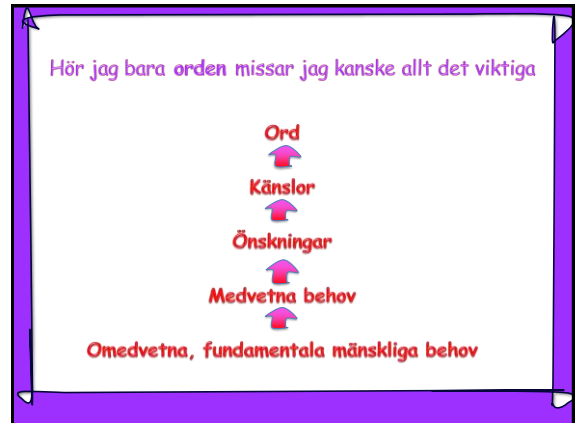 Hör jag bara orden missar jag kanske allt det viktiga
Ord
Känslor
Önskningar
Medvetna behov
Omedvetna, fundamentala mänskliga behov